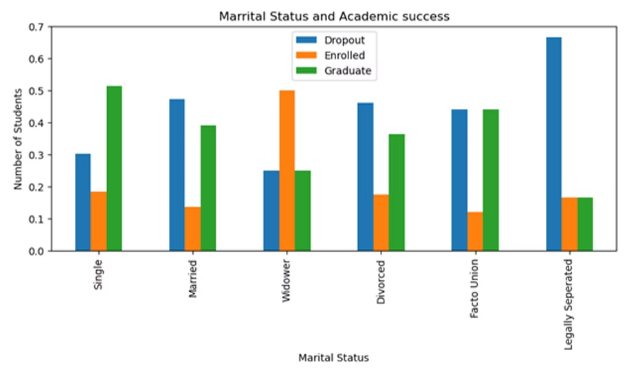 Marrital Status and Academic success
Dropout
Enrolled
Graduate
Number of Students
0.7
0.6
0.5
0.4
0.3
0.2
0.1
0.0
Single
Married
Widower
Divorced
Facto Union
Legally Seperated
Marital Status